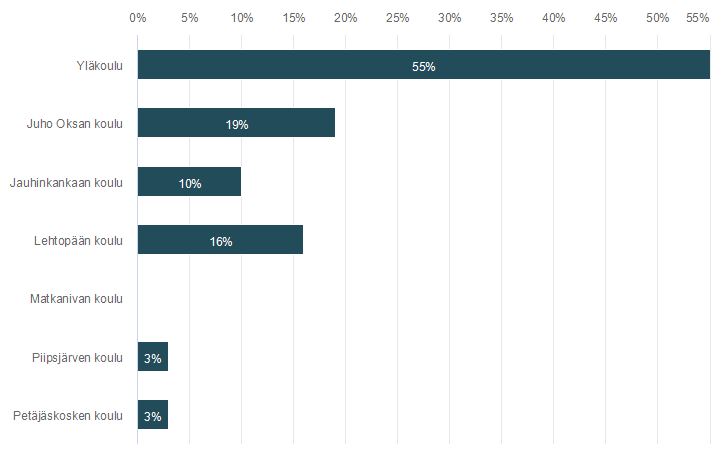 0% 5% 10% 15% 20% 25% 30% 35% 40% 45% 50% 55%
Yläkoulu 55%
Juho Oksan koulu 19%
Jauhinkankaan koulu 10%
Lehtopään koulu 16%
Matkanivan koulu
Piipsjärven koulu 3%
Petäjäskosken koulu 3%